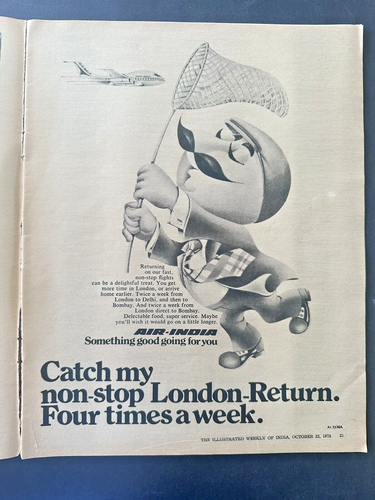 Returning
on our fast,
non-stop flights
can be a delightful treat. You get
more time in London, or arrive
home earlier. Twice a week from
London to Delhi, and then to
Bombay. And twice a week from
London direct to Bombay.
Delectable food, super service. Maybe
you'll wish it would go on a little longer.
AIR-INDIA
Something good going for you
Catch my
non-stop London-Return.
Four times a week.
THE ILLUSTRATED WEEKLY OF INDIA, OCTOBER 22, 1978